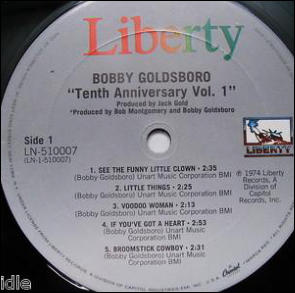 Liberty
BOBBY GOLDSBORO
"Tenth Anniversary Vol. 1"
Produced by Jack Gold
*Produced by Bob Montgomery and Bobby Goldsboro
Side 1
LN-510007
(LN-1-510007)
LIBERTY
1. SEE THE FUNNY LITTLE CLOWN • 2:35
(Bobby Goldsboro) Unart Music Corporation BMI
2. LITTLE THINGS • 2:25
(Bobby Goldsboro) Unart Music Corporation BMI
3. VOODOO WOMAN • 2:13
(Bobby Goldsboro) Unart Music Corporation BMI
4. IF YOU'VE GOT A HEART • 2:53
(Bobby Goldsboro) Unart Music
Corporation BMI
5. BROOMSTICK COWBOY • 2:31
(Bobby Goldsboro) Unart Music
Corporation BMI
℗ 1974 Liberty
Records, A
Division of
Capitol Records,
Inc.
Capitol
idle